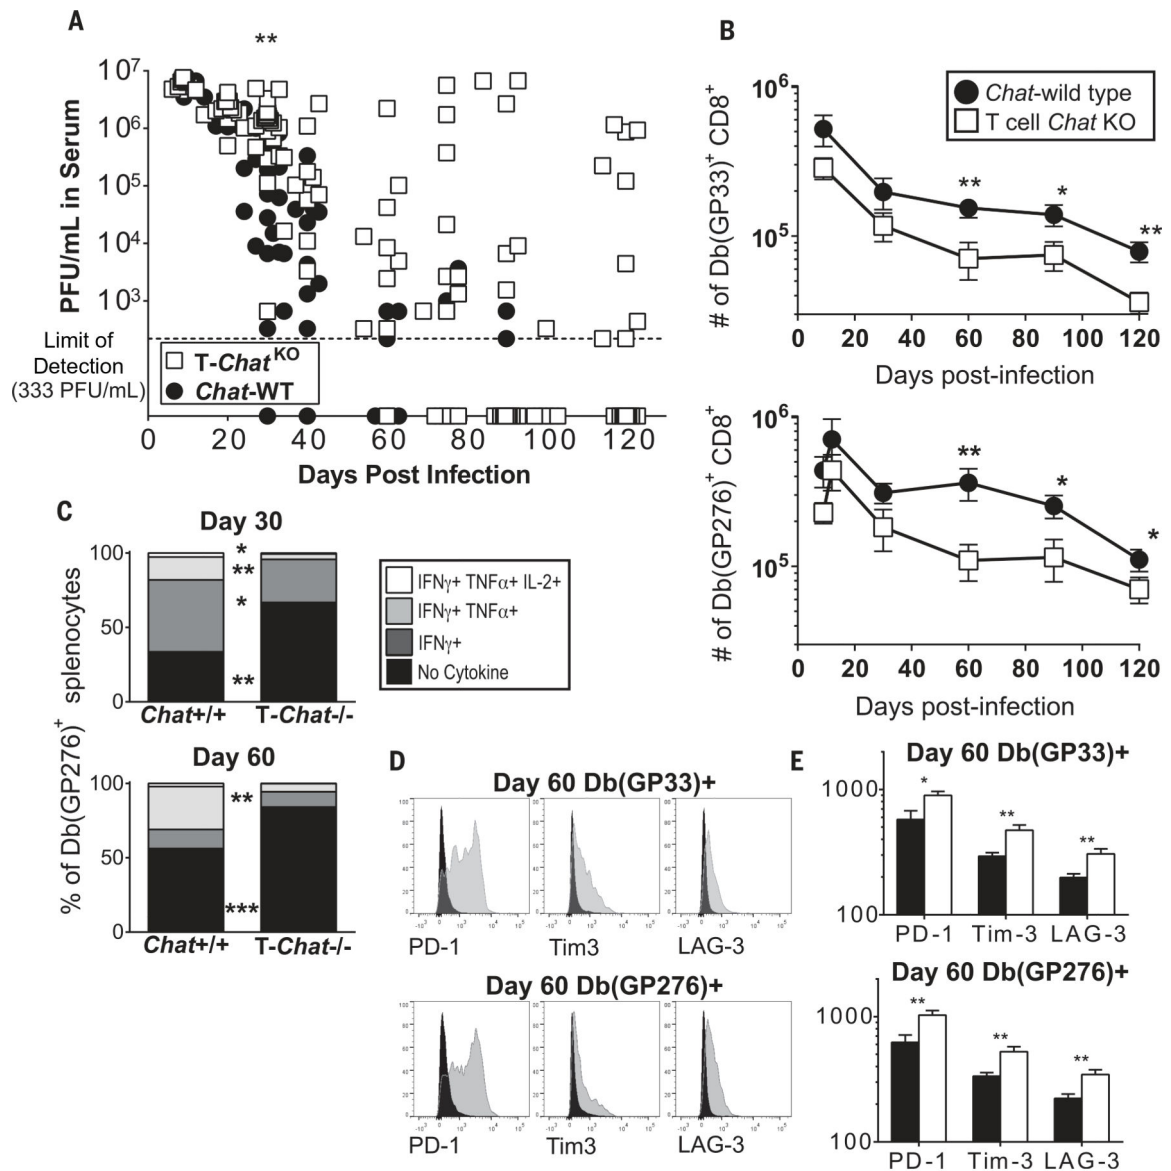 A
**
PFU/mL in Serum
10^7
10^6
10^5
10^4
10^3
Limit of
Detection
(333 PFU/mL)
T-Chat^KO
Chat-WT
0 20 40 60 80 100 120
Days Post Infection
B
# of Db(GP33)+ CD8+
10^6
10^5
Chat-wild type
T cell Chat KO
** * **
0 20 40 60 80 100 120
Days post-infection
# of Db(GP276)+ CD8+
10^6
10^5
** * *
0 20 40 60 80 100 120
Days post-infection
C
% of Db(GP276)+ splenocytes
Day 30
100
50
0
*
**
*
**
Chat+/+ T-Chat-/-
IFNγ+ TNFα+ IL-2+
IFNγ+ TNFα+
IFNγ+
No Cytokine
Day 60
100
50
0
**
***
Chat+/+ T-Chat-/-
D
Day 60 Db(GP33)+
PD-1 Tim3 LAG-3
Day 60 Db(GP276)+
PD-1 Tim3 LAG-3
E
Day 60 Db(GP33)+
1000
100
* ** **
PD-1 Tim-3 LAG-3
Day 60 Db(GP276)+
1000
100
** ** **
PD-1 Tim-3 LAG-3